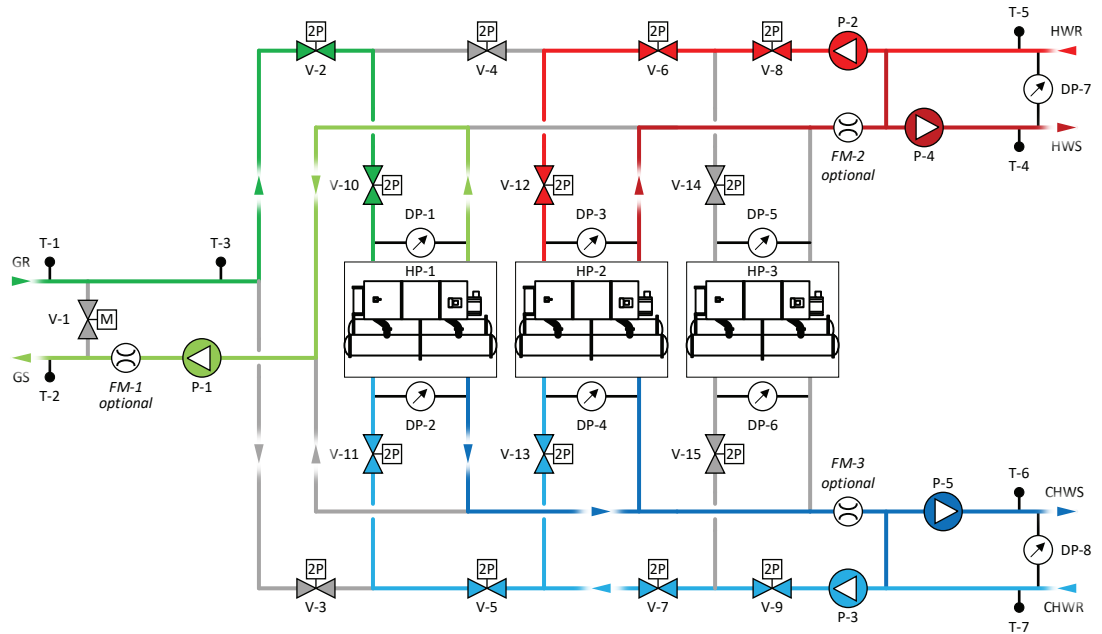 2P 2P 2P 2P P-2 T-5 HWR
V-2 V-4 V-6 V-8
DP-7
V-10 2P V-12 2P V-14 2P FM-2 P-4 HWS
optional T-4
DP-1 DP-3 DP-5
T-1 T-3
GR HP-1 HP-2 HP-3
V-1 M
GS T-2 FM-1 P-1
optional
DP-2 DP-4 DP-6
V-11 2P V-13 2P V-15 2P FM-3 P-5 T-6 CHWS
optional
2P 2P 2P 2P DP-8
V-3 V-5 V-7 V-9 P-3 T-7 CHWR